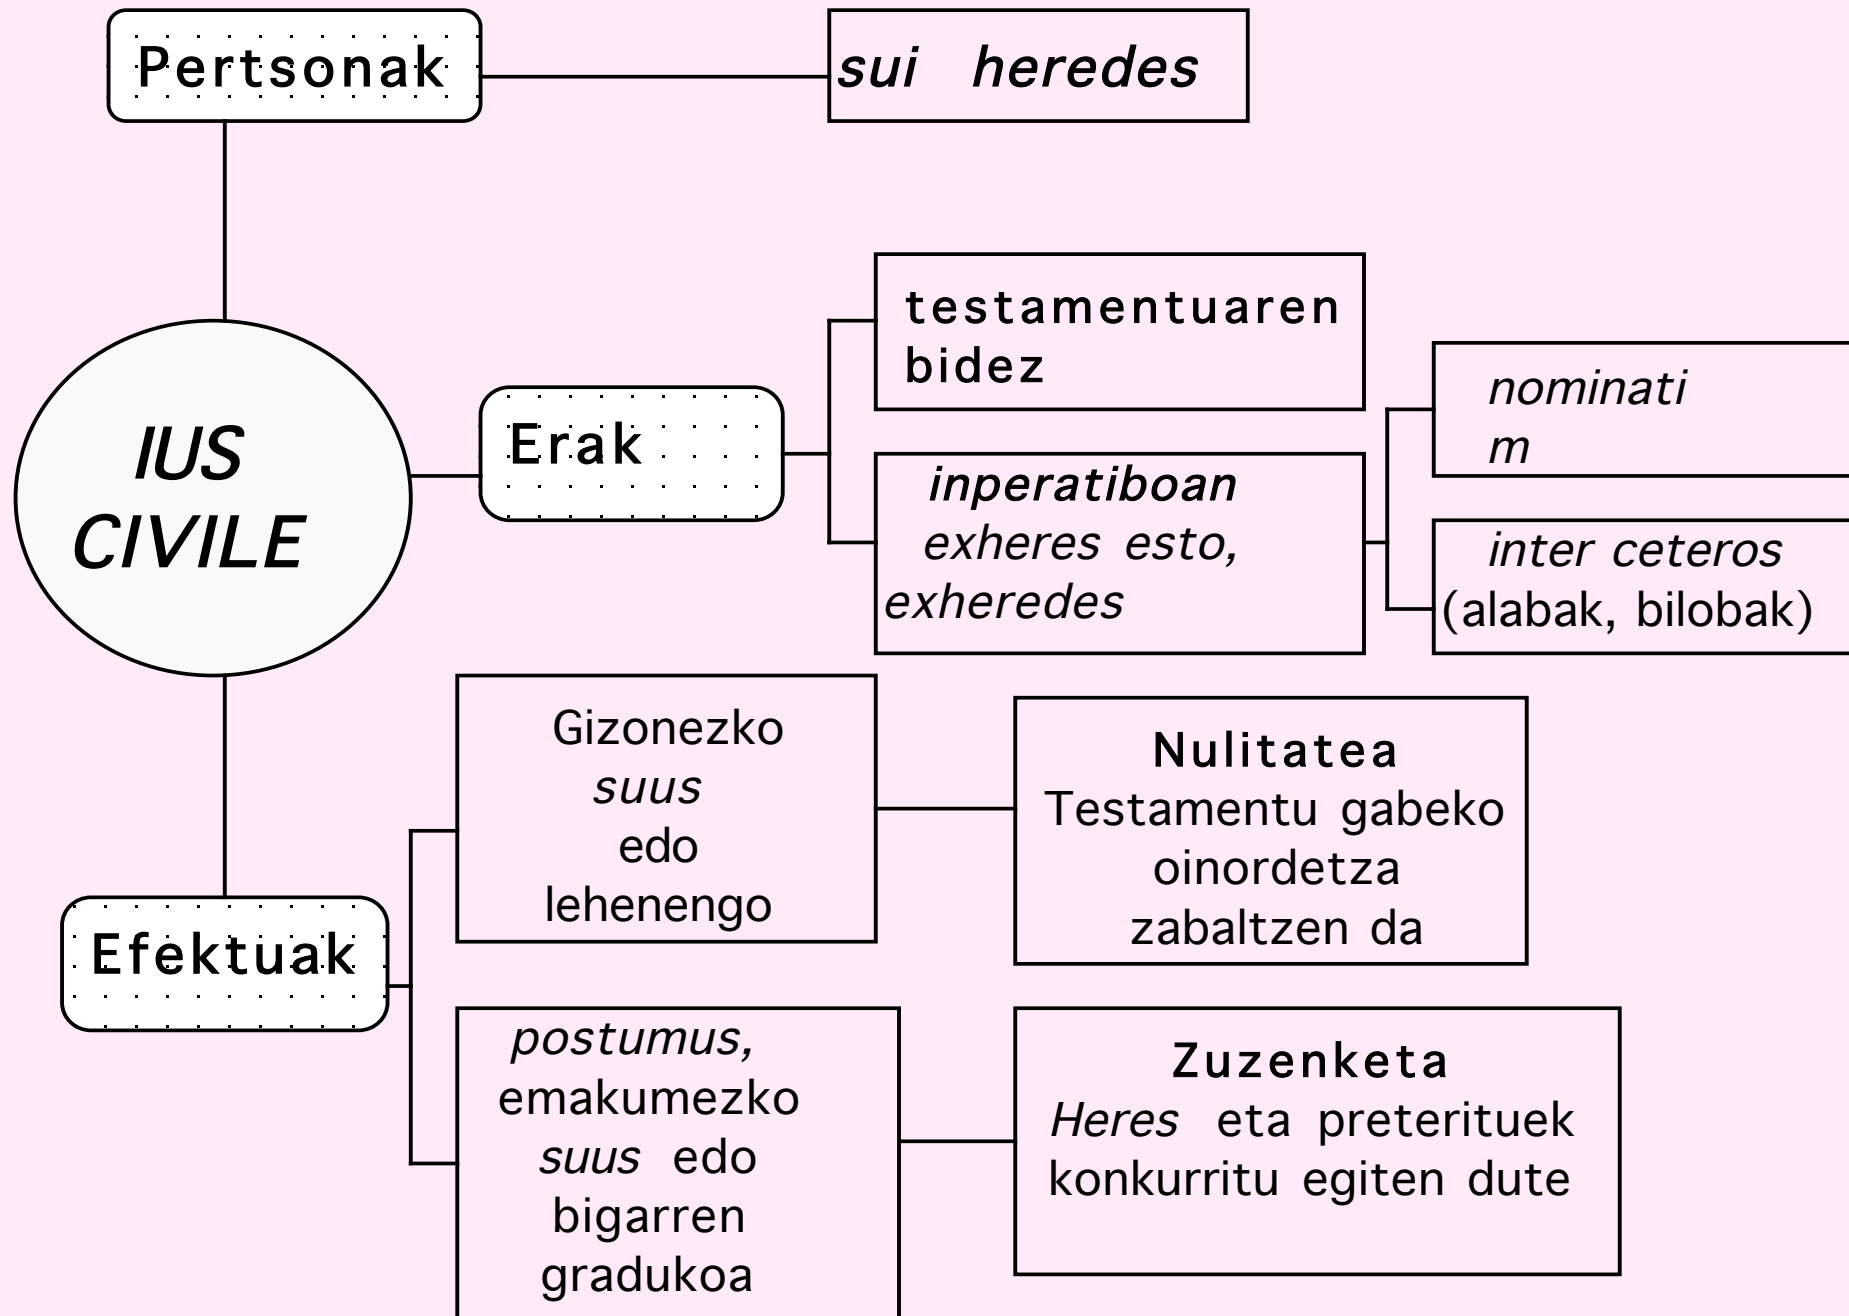 Pertsonak
sui heredes
IUS
CIVILE
Erak
testamentuaren
bidez
inperatiboan
exheres esto,
exheredes
nominati
m
inter ceteros
(alabak, bilobak)
Efektuak
Gizonezko
suus
edo
lehenengo
Nulitatea
Testamentu gabeko
oinordetza
zabaltzen da
postumus,
emakumezko
suus edo
bigarren
gradukoa
Zuzenketa
Heres eta preterituek
konkurritu egiten dute